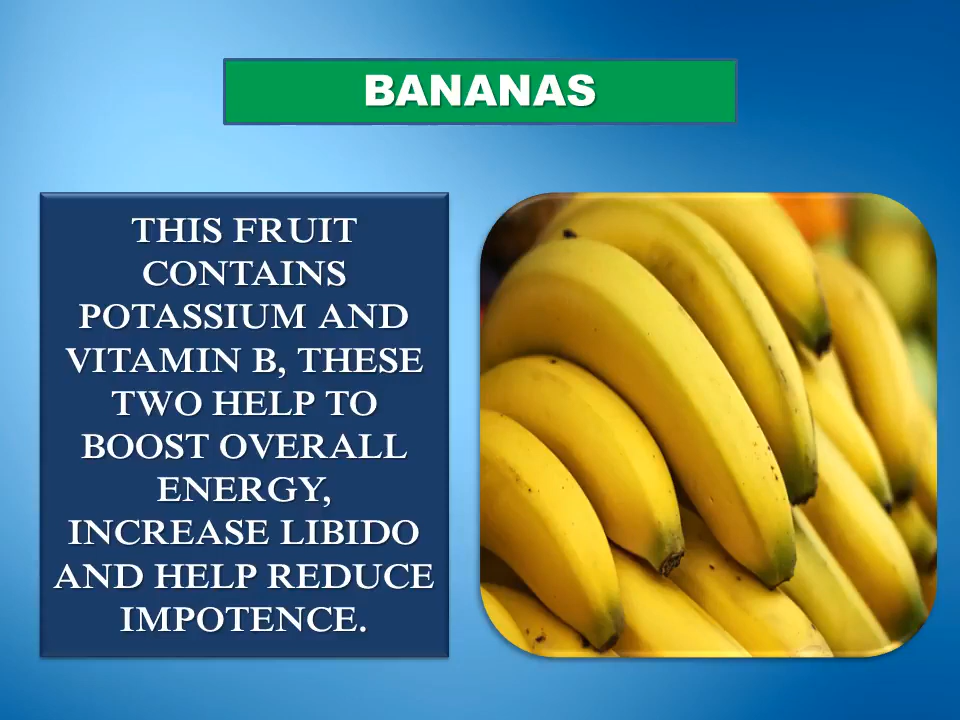 BANANAS
THIS FRUIT
CONTAINS
POTASSIUM AND
VITAMIN B, THESE
TWO HELP TO
BOOST OVERALL
ENERGY,
INCREASE LIBIDO
AND HELP REDUCE
IMPOTENCE.